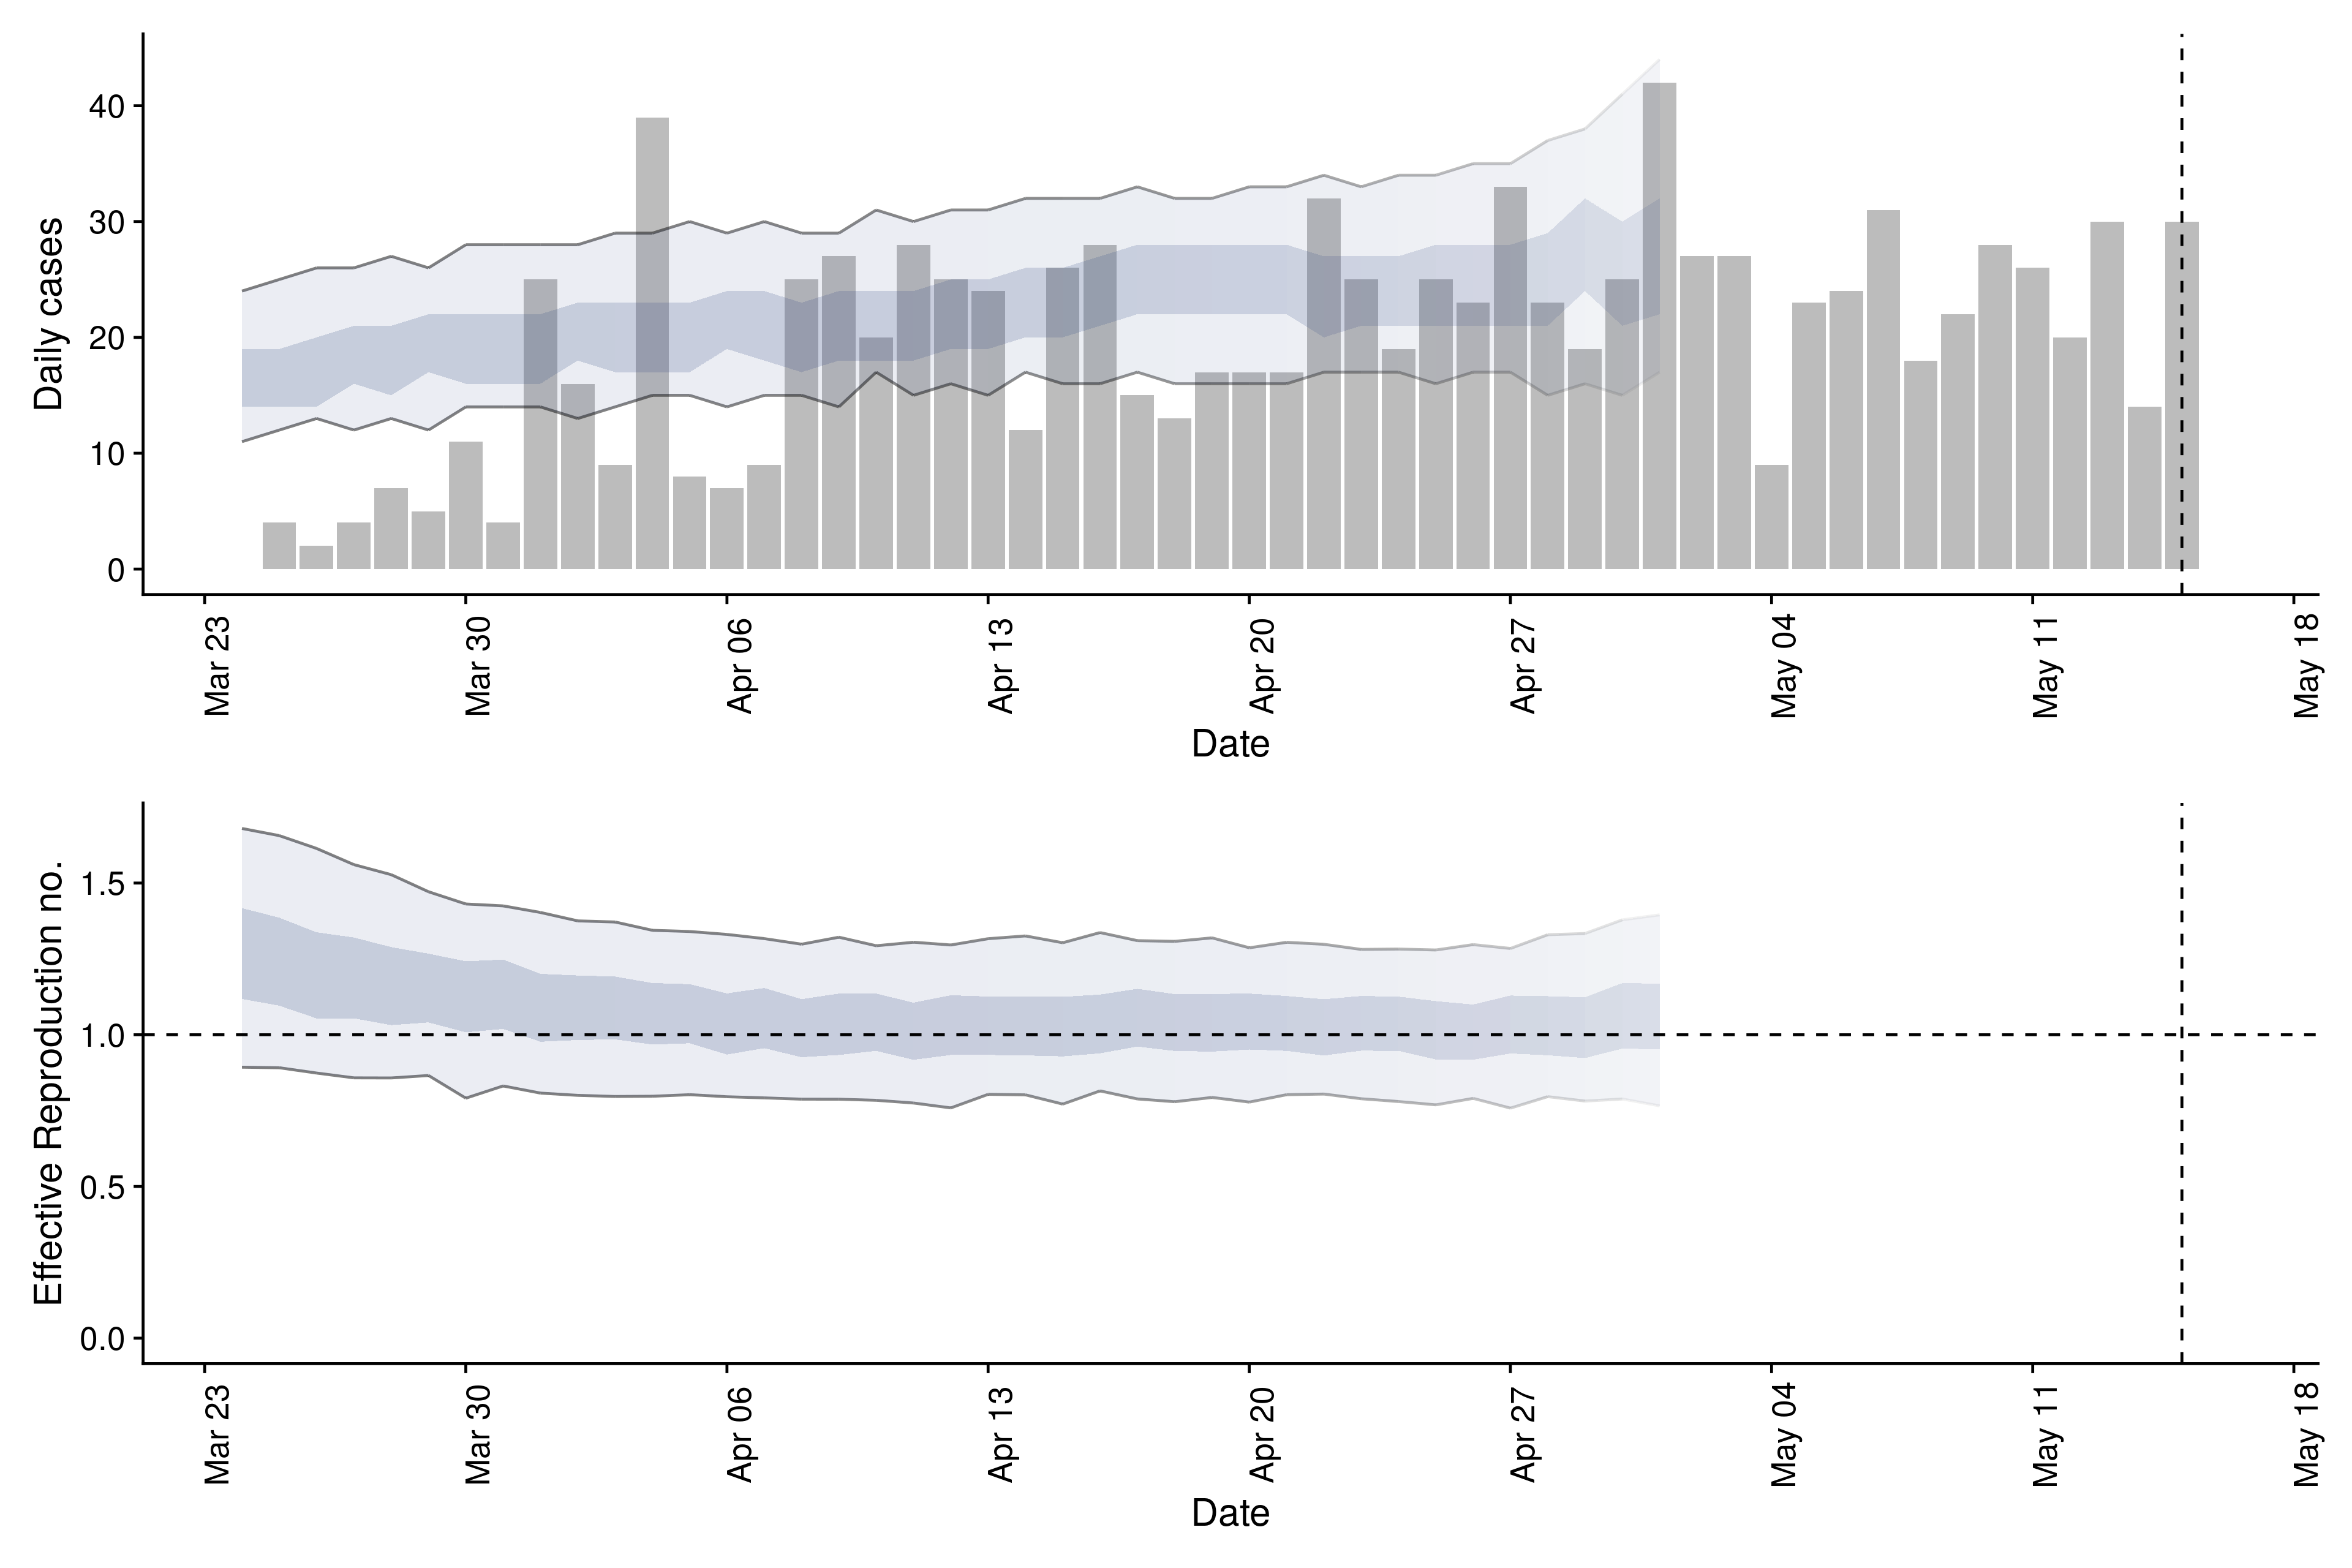 Daily cases
40
30
20
10
0
Mar 23
Mar 30
Apr 06
Apr 13
Apr 20
Apr 27
May 04
May 11
May 18
Date
Effective Reproduction no.
1.5
1.0
0.5
0.0
Mar 23
Mar 30
Apr 06
Apr 13
Apr 20
Apr 27
May 04
May 11
May 18
Date